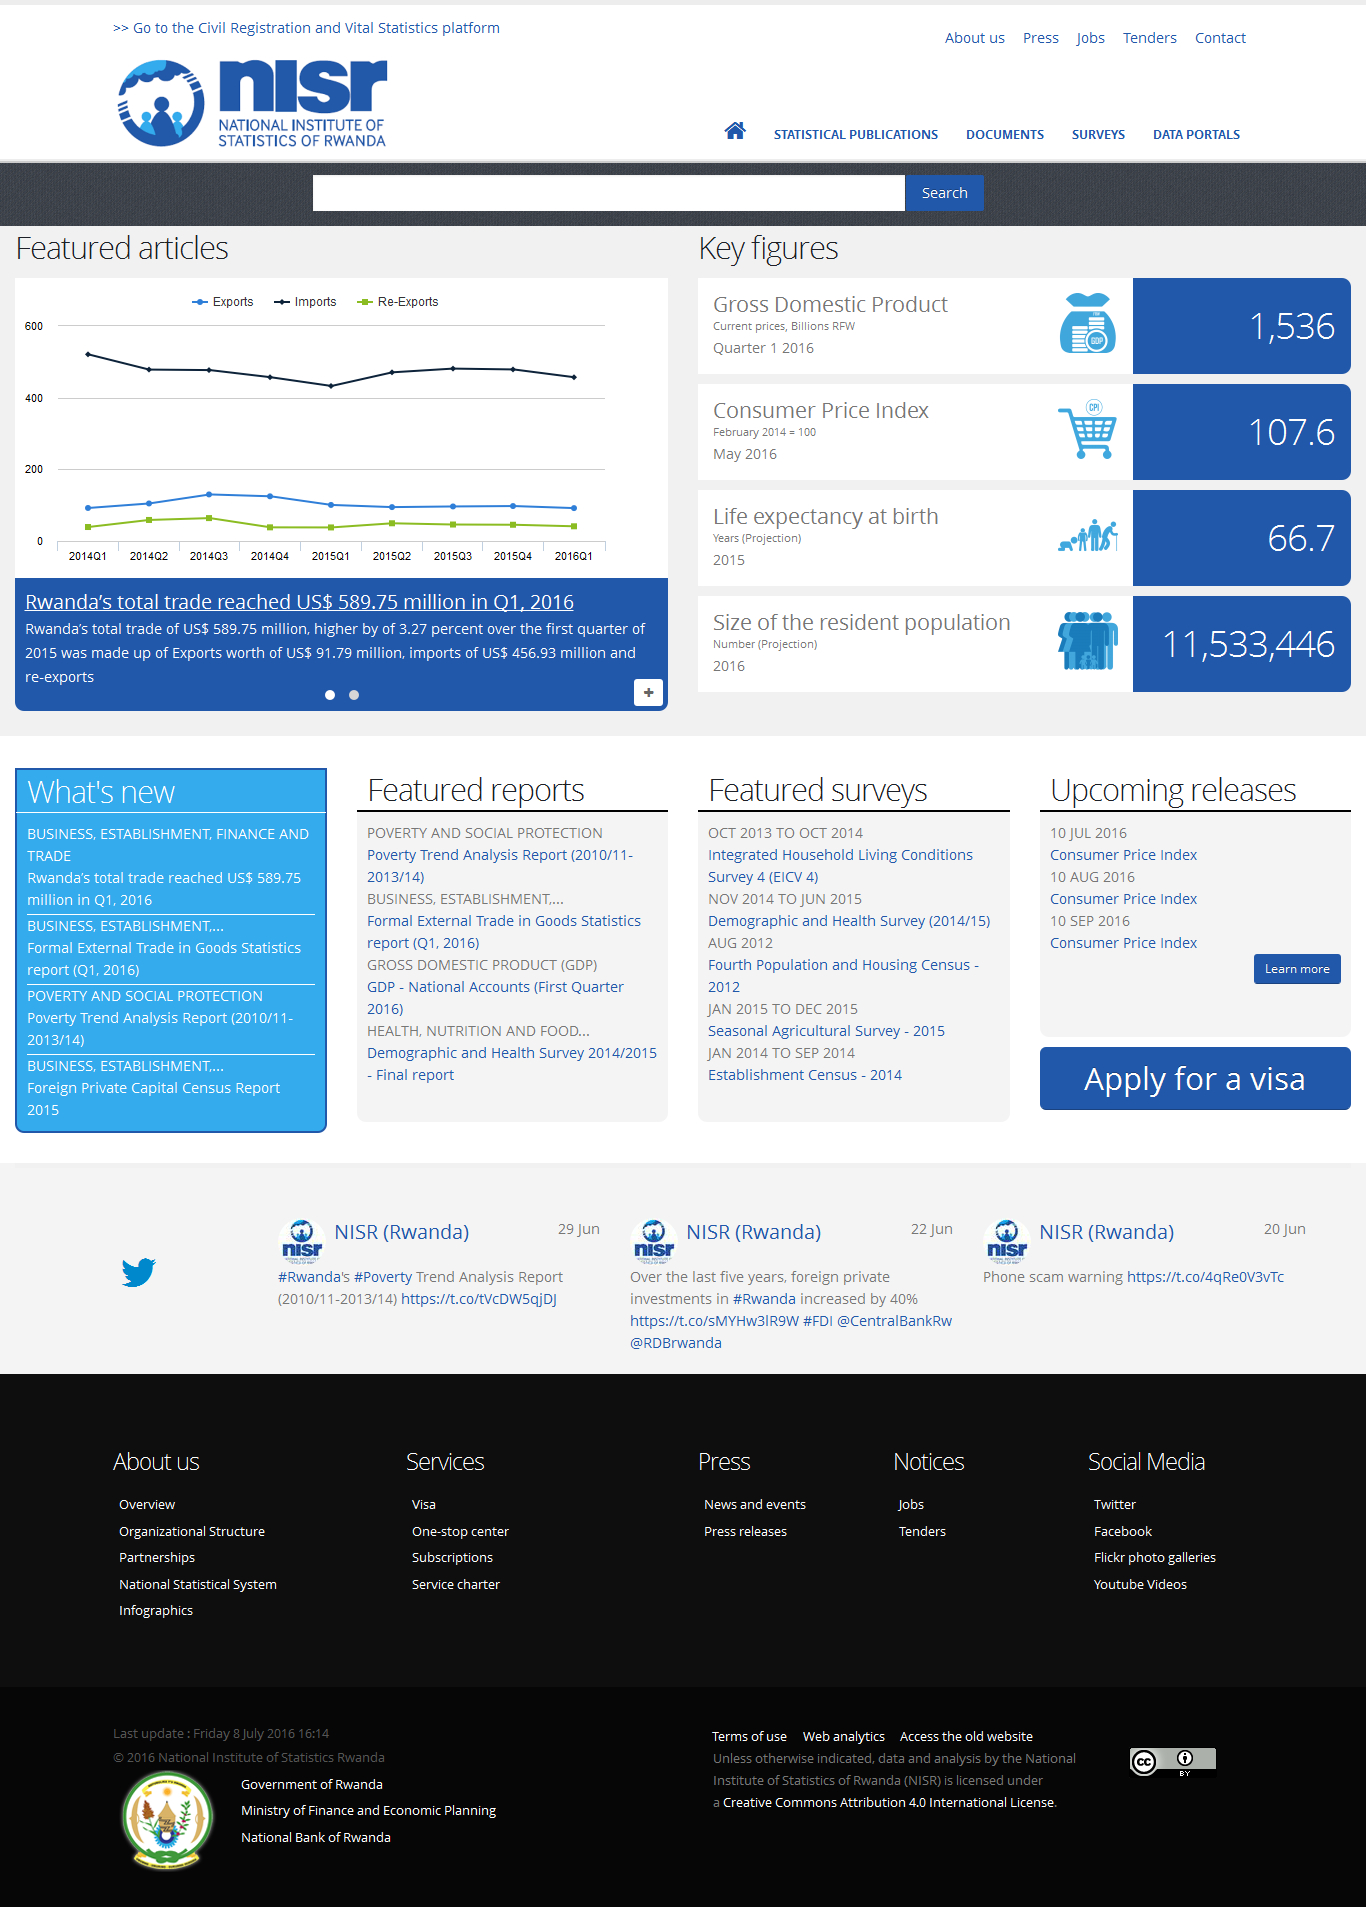 >> Go to the Civil Registration and Vital Statistics platform
About us Press Jobs Tenders Contact
nisr
NATIONAL INSTITUTE OF
STATISTICS OF RWANDA
STATISTICAL PUBLICATIONS DOCUMENTS SURVEYS DATA PORTALS
Search
Featured articles
Exports Imports Re-Exports
600
400
200
0
2014Q1 2014Q2 2014Q3 2014Q4 2015Q1 2015Q2 2015Q3 2015Q4 2016Q1
Rwanda's total trade reached US$ 589.75 million in Q1, 2016
Rwanda's total trade of US$ 589.75 million, higher by of 3.27 percent over the first quarter of
2015 was made up of Exports worth of US$ 91.79 million, imports of US$ 456.93 million and
re-exports
+
Key figures
Gross Domestic Product
Current prices, Billions RFW
Quarter 1 2016
GDP
1,536
Consumer Price Index
February 2014 = 100
May 2016
CPI
107.6
Life expectancy at birth
Years (Projection)
2015
66.7
Size of the resident population
Number (Projection)
2016
11,533,446
What's new
BUSINESS, ESTABLISHMENT, FINANCE AND
TRADE
Rwanda's total trade reached US$ 589.75
million in Q1, 2016
BUSINESS, ESTABLISHMENT,...
Formal External Trade in Goods Statistics
report (Q1, 2016)
POVERTY AND SOCIAL PROTECTION
Poverty Trend Analysis Report (2010/11-
2013/14)
BUSINESS, ESTABLISHMENT,...
Foreign Private Capital Census Report
2015
Featured reports
POVERTY AND SOCIAL PROTECTION
Poverty Trend Analysis Report (2010/11-
2013/14)
BUSINESS, ESTABLISHMENT,...
Formal External Trade in Goods Statistics
report (Q1, 2016)
GROSS DOMESTIC PRODUCT (GDP)
GDP - National Accounts (First Quarter
2016)
HEALTH, NUTRITION AND FOOD...
Demographic and Health Survey 2014/2015
- Final report
Featured surveys
OCT 2013 TO OCT 2014
Integrated Household Living Conditions
Survey 4 (EICV 4)
NOV 2014 TO JUN 2015
Demographic and Health Survey (2014/15)
AUG 2012
Fourth Population and Housing Census -
2012
JAN 2015 TO DEC 2015
Seasonal Agricultural Survey - 2015
JAN 2014 TO SEP 2014
Establishment Census - 2014
Upcoming releases
10 JUL 2016
Consumer Price Index
10 AUG 2016
Consumer Price Index
10 SEP 2016
Consumer Price Index
Learn more
Apply for a visa
nisr
NISR (Rwanda) 29 Jun
#Rwanda's #Poverty Trend Analysis Report
(2010/11-2013/14) https://t.co/tVcDW5qjDJ
nisr
NISR (Rwanda) 22 Jun
Over the last five years, foreign private
investments in #Rwanda increased by 40%
https://t.co/sMYHw3lR9W #FDI @CentralBankRw
@RDBrwanda
nisr
NISR (Rwanda) 20 Jun
Phone scam warning https://t.co/4qRe0V3vTc
About us
Overview
Organizational Structure
Partnerships
National Statistical System
Infographics
Services
Visa
One-stop center
Subscriptions
Service charter
Press
News and events
Press releases
Notices
Jobs
Tenders
Social Media
Twitter
Facebook
Flickr photo galleries
Youtube Videos
Last update : Friday 8 July 2016 16:14
© 2016 National Institute of Statistics Rwanda
Government of Rwanda
Ministry of Finance and Economic Planning
National Bank of Rwanda
Terms of use Web analytics Access the old website
Unless otherwise indicated, data and analysis by the National
Institute of Statistics of Rwanda (NISR) is licensed under
a Creative Commons Attribution 4.0 International License.
cc
BY